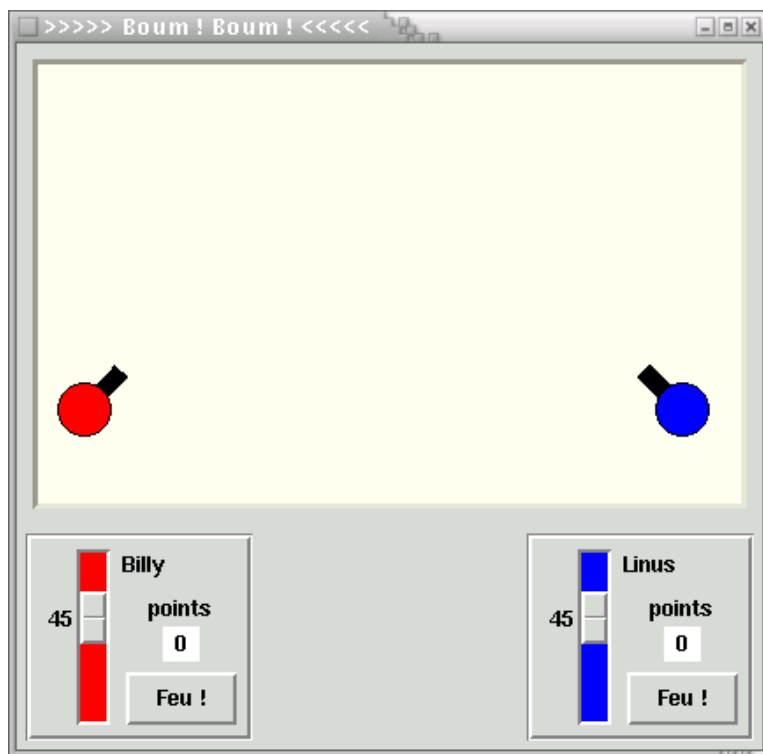 >>>>> Boum ! Boum ! <<<<<
Billy
45
points
0
Feu !
Linus
45
points
0
Feu !